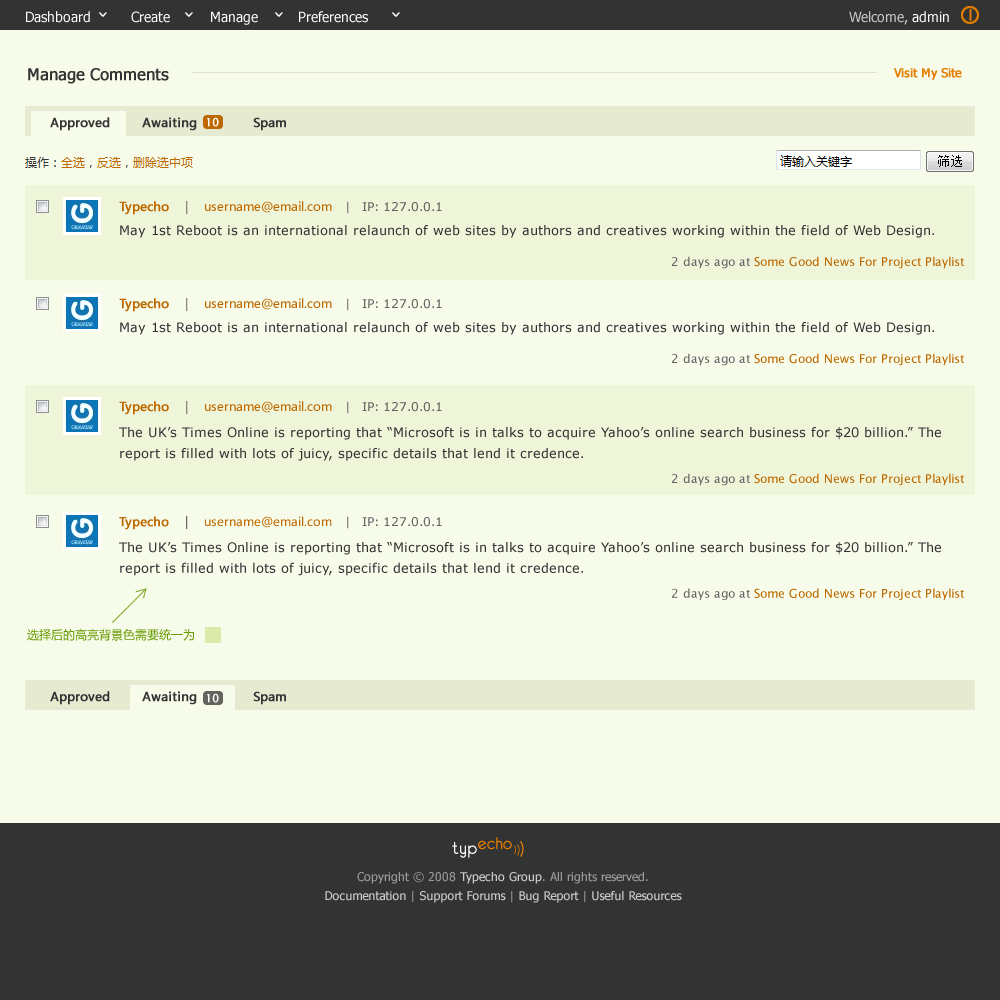 Dashboard Create Manage Preferences Welcome, admin
Manage Comments Visit My Site
Approved Awaiting 10 Spam
操作：全选，反选，删除选中项 请输入关键字 筛选
Typecho | username@email.com | IP: 127.0.0.1
GRAVATAR
May 1st Reboot is an international relaunch of web sites by authors and creatives working within the field of Web Design.
2 days ago at Some Good News For Project Playlist
Typecho | username@email.com | IP: 127.0.0.1
GRAVATAR
May 1st Reboot is an international relaunch of web sites by authors and creatives working within the field of Web Design.
2 days ago at Some Good News For Project Playlist
Typecho | username@email.com | IP: 127.0.0.1
GRAVATAR
The UK’s Times Online is reporting that “Microsoft is in talks to acquire Yahoo’s online search business for $20 billion.” The
report is filled with lots of juicy, specific details that lend it credence.
2 days ago at Some Good News For Project Playlist
Typecho | username@email.com | IP: 127.0.0.1
GRAVATAR
The UK’s Times Online is reporting that “Microsoft is in talks to acquire Yahoo’s online search business for $20 billion.” The
report is filled with lots of juicy, specific details that lend it credence.
2 days ago at Some Good News For Project Playlist
选择后的高亮背景色需要统一为
Approved Awaiting 10 Spam
typecho
Copyright © 2008 Typecho Group. All rights reserved.
Documentation | Support Forums | Bug Report | Useful Resources